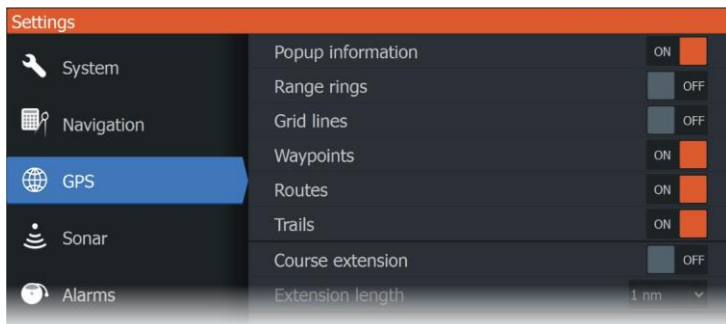 Settings
System
Navigation
GPS
Sonar
Alarms
Popup information ON
Range rings OFF
Grid lines OFF
Waypoints ON
Routes ON
Trails ON
Course extension OFF
Extension length 1 nm